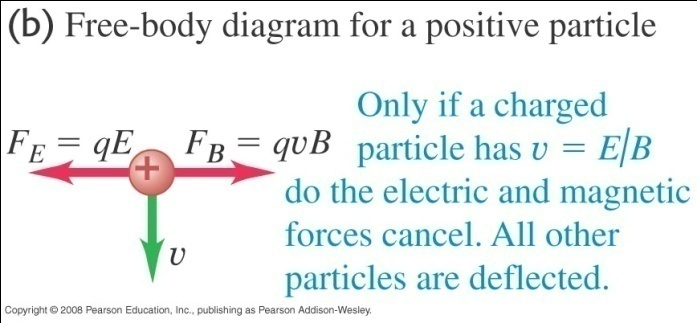 (b) Free-body diagram for a positive particle
Only if a charged
F_E = qE F_B = qvB particle has v = E/B
+
do the electric and magnetic
forces cancel. All other
v
particles are deflected.
Copyright © 2008 Pearson Education, Inc., publishing as Pearson Addison-Wesley.